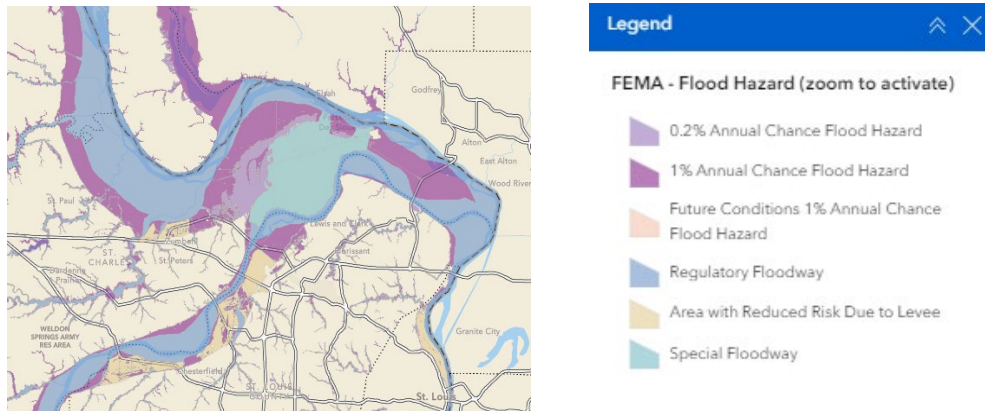 Elsah
Godfrey
Alton
East Alton
Wood River
St. Paul
Lewis and Clark
Florissant
ST.
CHARLES
St. Peters
Dardenne
Prairie
WELDON
SPRINGS ARMY
RES AREA
Granite City
Chesterfield
ST. LOUIS
COUNTY
St. Louis
Legend
FEMA - Flood Hazard (zoom to activate)
0.2% Annual Chance Flood Hazard
1% Annual Chance Flood Hazard
Future Conditions 1% Annual Chance
Flood Hazard
Regulatory Floodway
Area with Reduced Risk Due to Levee
Special Floodway